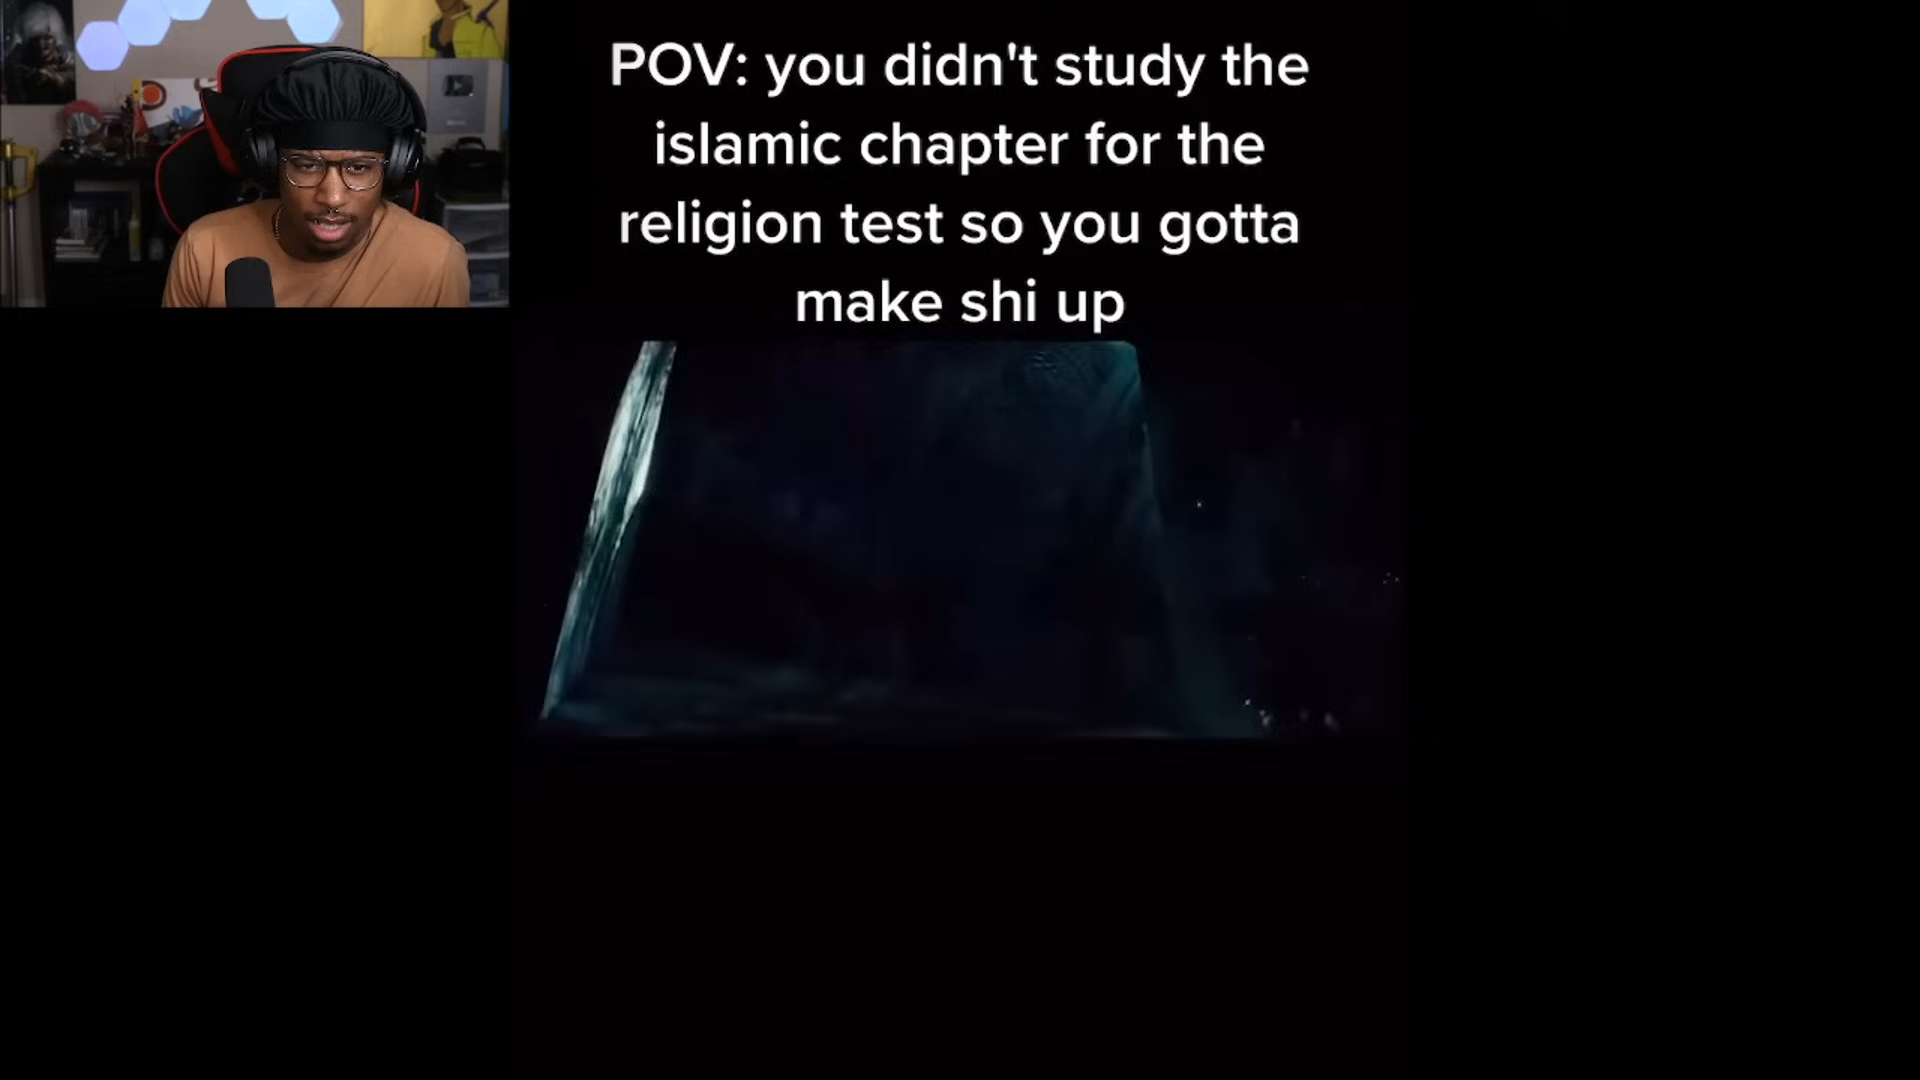 POV: you didn't study the
islamic chapter for the
religion test so you gotta
make shi up